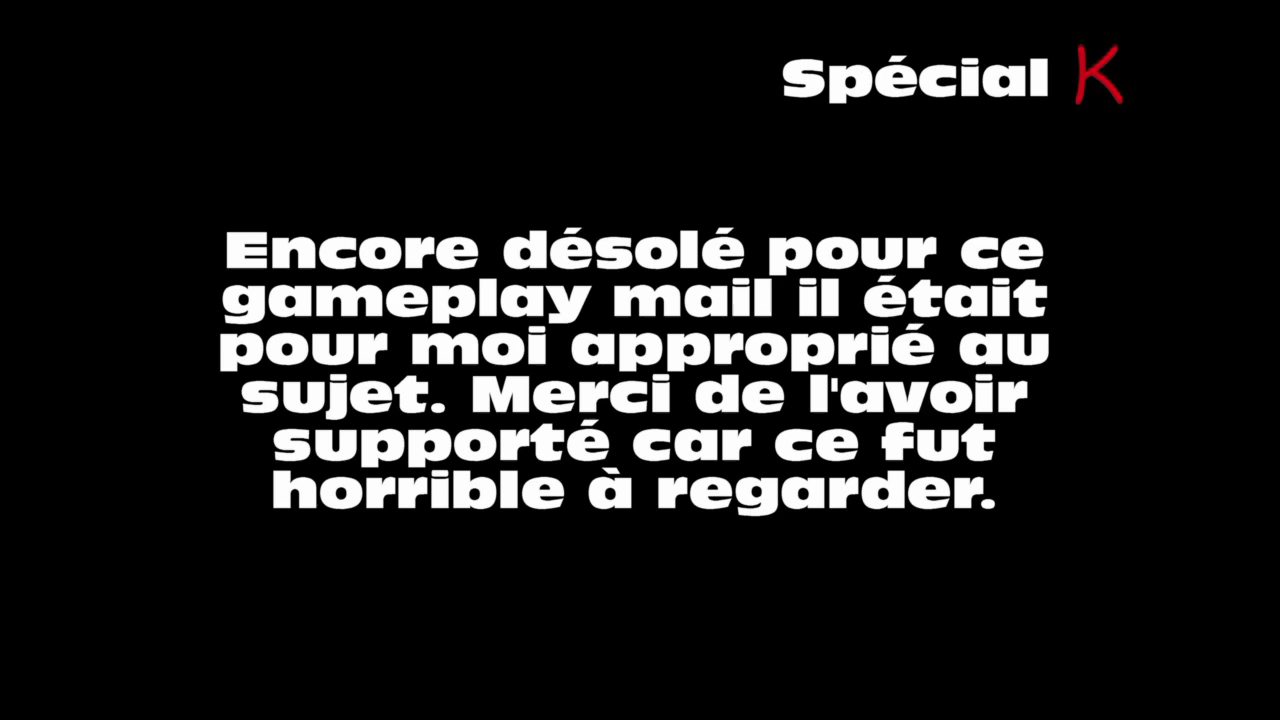 Spécial K
Encore désolé pour ce
gameplay mail il était
pour moi approprié au
sujet. Merci de l'avoir
supporté car ce fut
horrible à regarder.